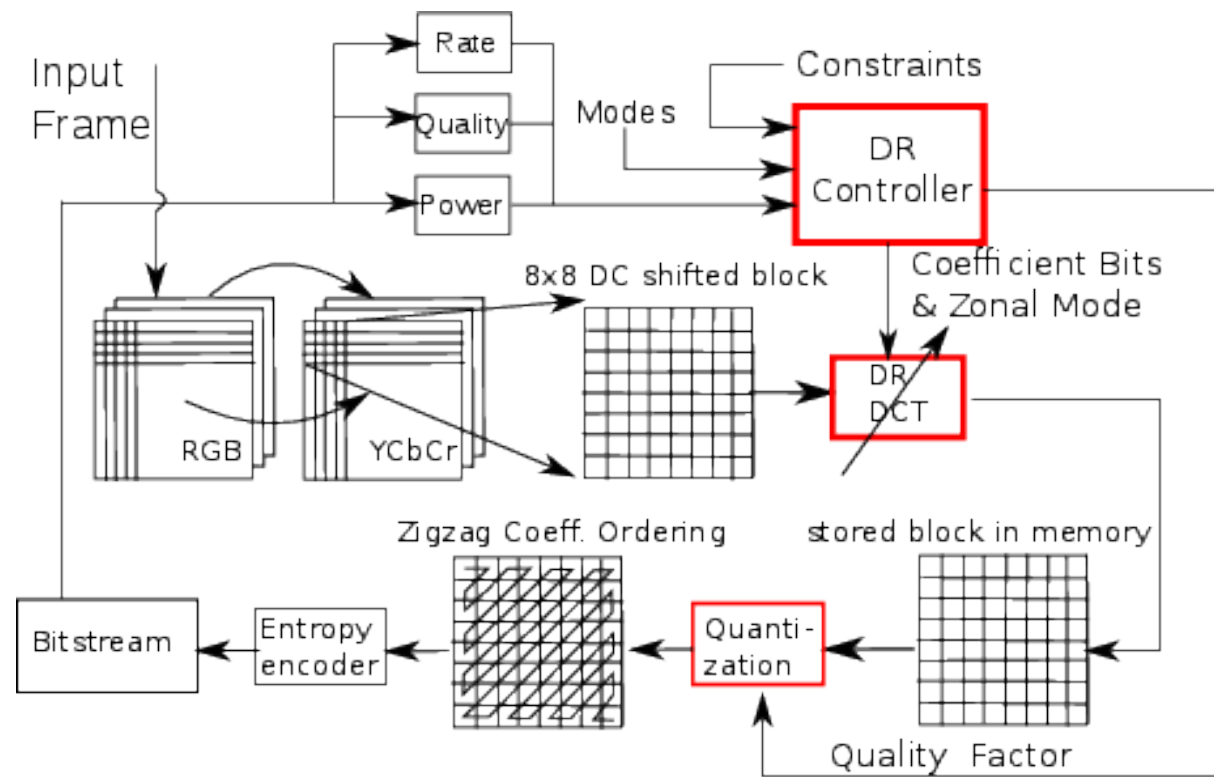 Input
Frame
Rate
Quality
Power
Modes
Constraints
DR
Controller
8x8 DC shifted block
Coefficient Bits
& Zonal Mode
RGB
YCbCr
DR
DCT
Zigzag Coeff. Ordering
stored block in memory
Bitstream
Entropy
encoder
Quanti-
zation
Quality Factor